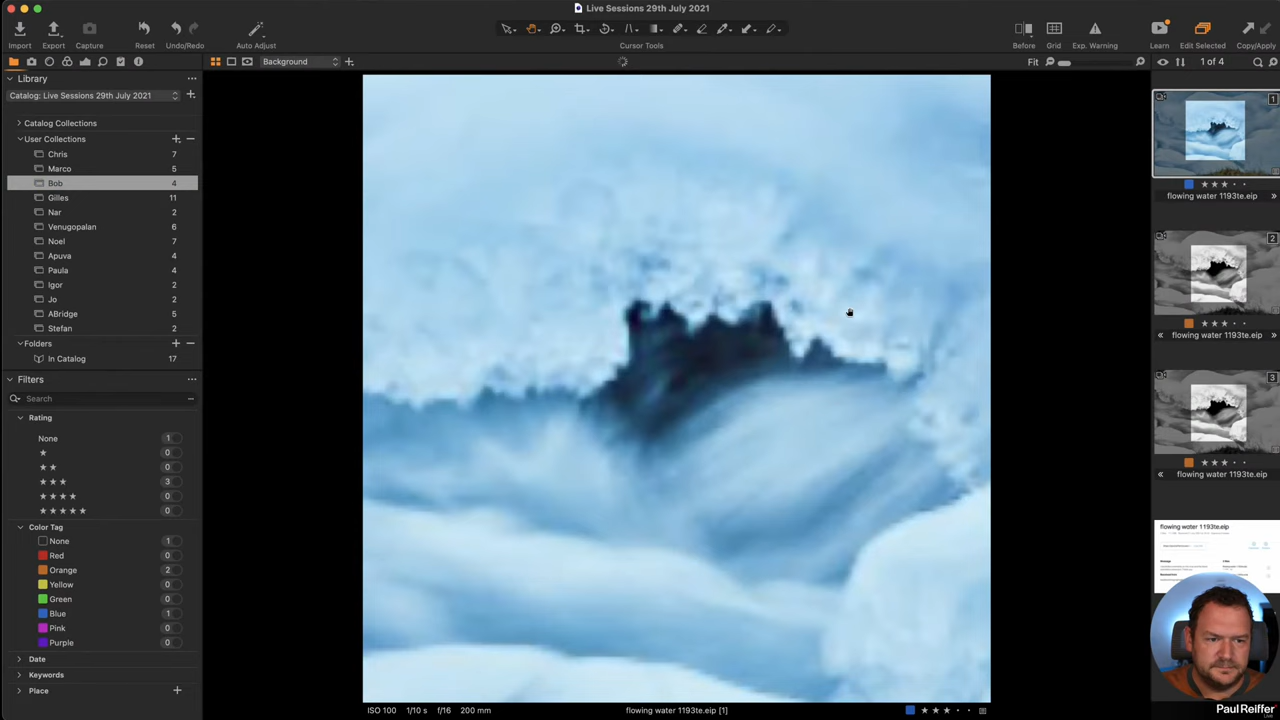 Live Sessions 29th July 2021
Import
Export
Capture
Reset
Undo/Redo
Auto Adjust
Cursor Tools
Before
Grid
Exp. Warning
Learn
Edit Selected
Copy/Apply
Background
Fit
1 of 4
Library
Catalog: Live Sessions 29th July 2021
Catalog Collections
User Collections
Chris 7
Marco 5
Bob 4
Gilles 11
Nar 2
Venugopalan 6
Noel 7
Apuva 4
Paula 4
Igor 2
Jo 2
ABridge 5
Stefan 2
Folders
In Catalog 17
Filters
Search
Rating
None 1
★ 0
★ ★ 0
★ ★ ★ 3
★ ★ ★ ★ 0
★ ★ ★ ★ ★ 0
Color Tag
None 1
Red 0
Orange 2
Yellow 0
Green 0
Blue 1
Pink 0
Purple 0
Date
Keywords
Place
1
flowing water 1193te.eip
2
flowing water 1193te.eip
3
flowing water 1193te.eip
flowing water 1193te.eip
ISO 100 1/10 s f/16 200 mm
flowing water 1193te.eip [1]
PaulReiffer
Live